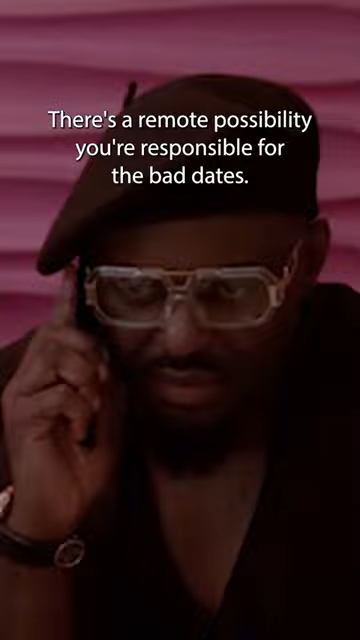 There's a remote possibility
you're responsible for
the bad dates.